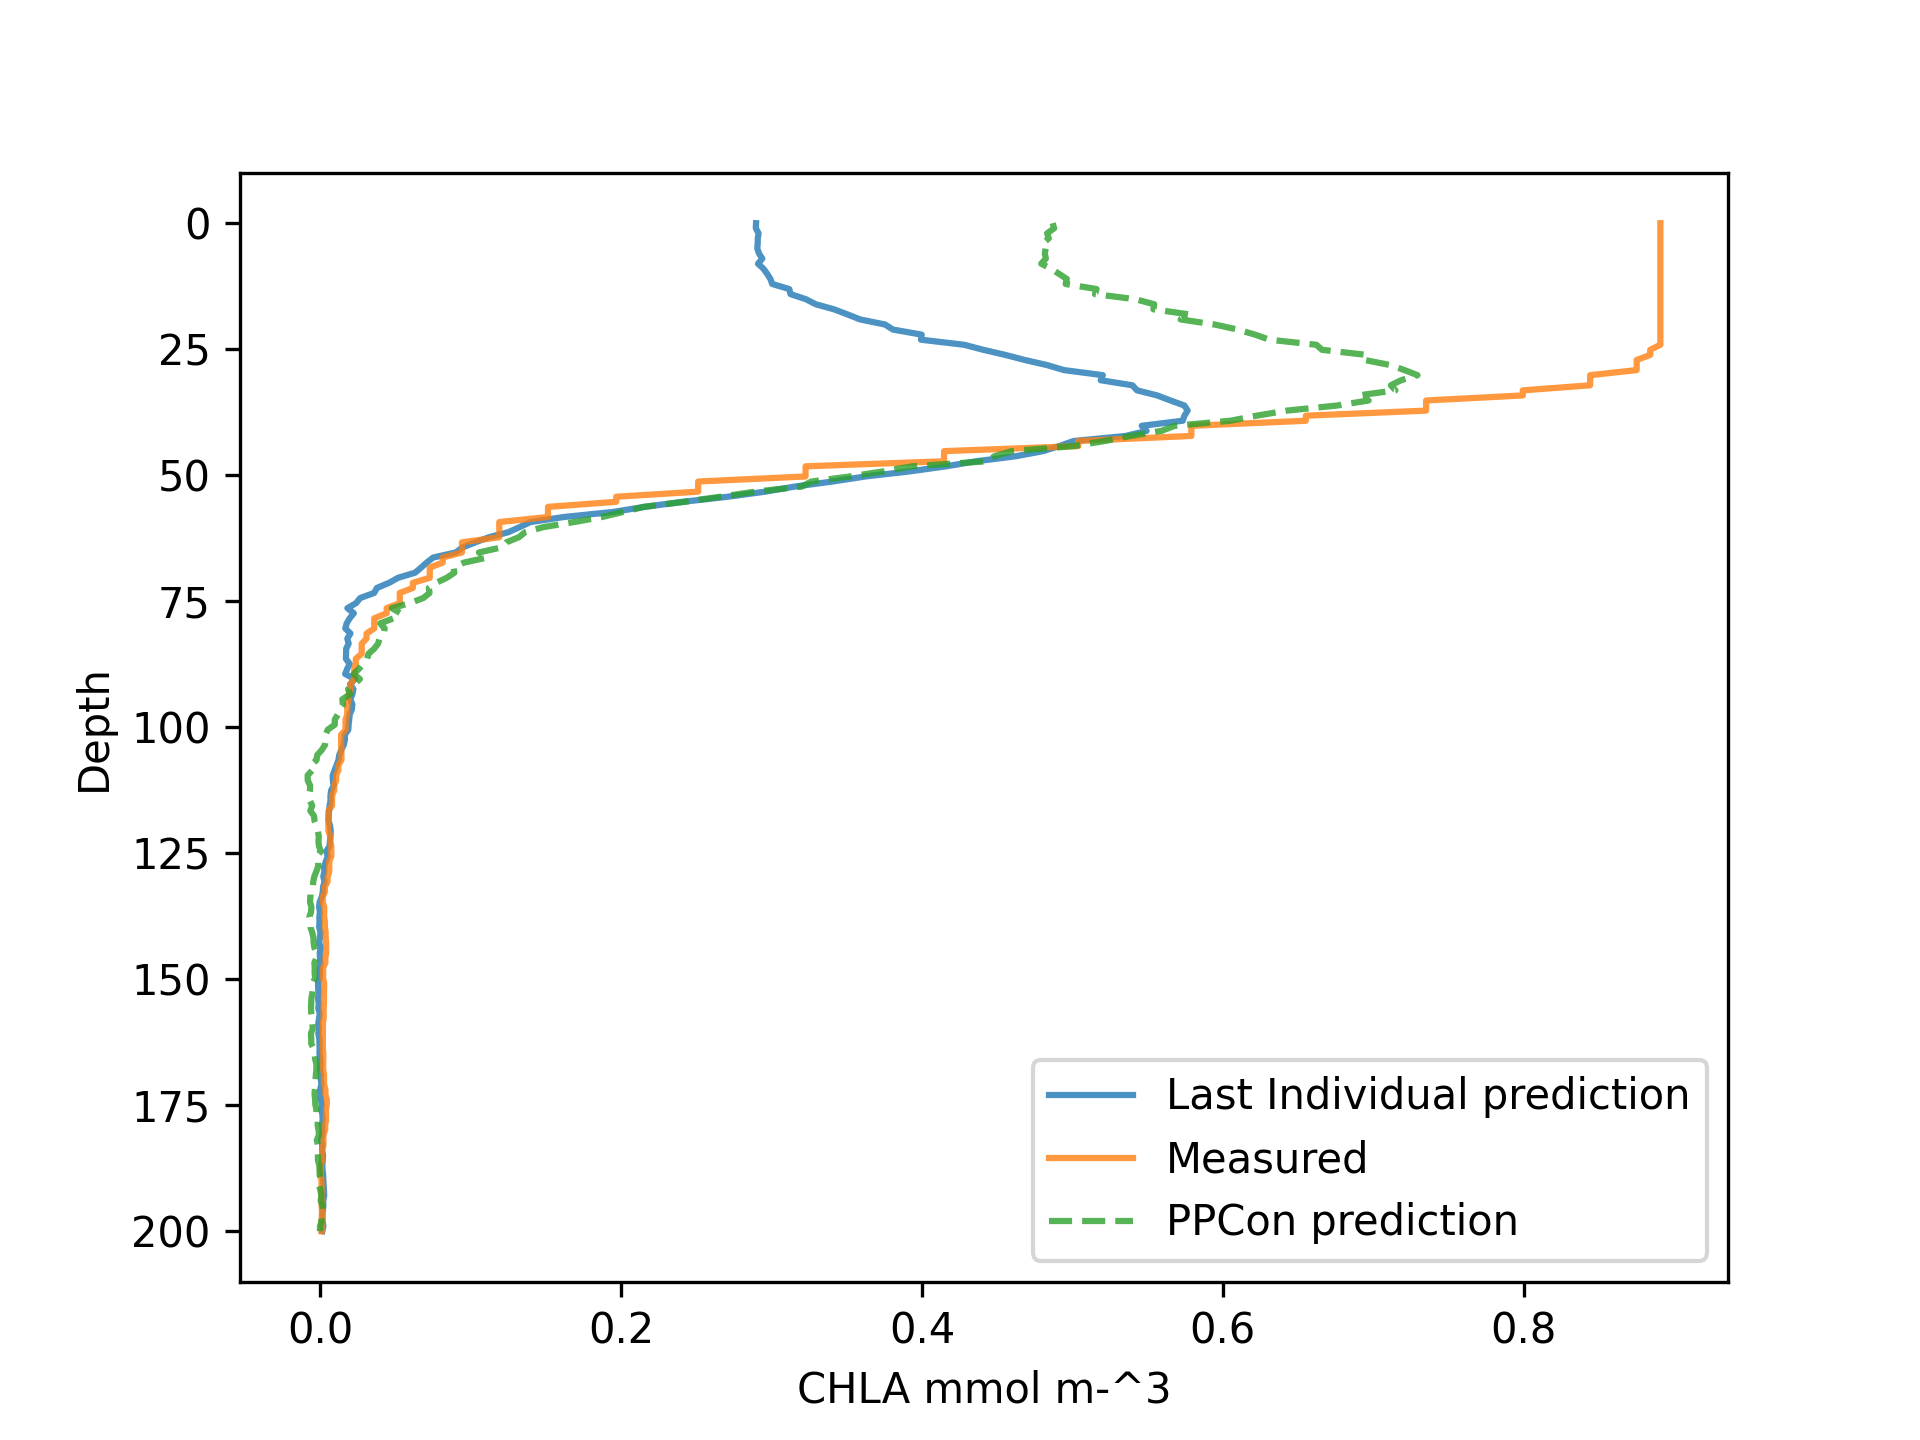 0
25
50
75
100
125
150
175
200
Depth
0.0 0.2 0.4 0.6 0.8
CHLA mmol m-^3
Last Individual prediction
Measured
PPCon prediction